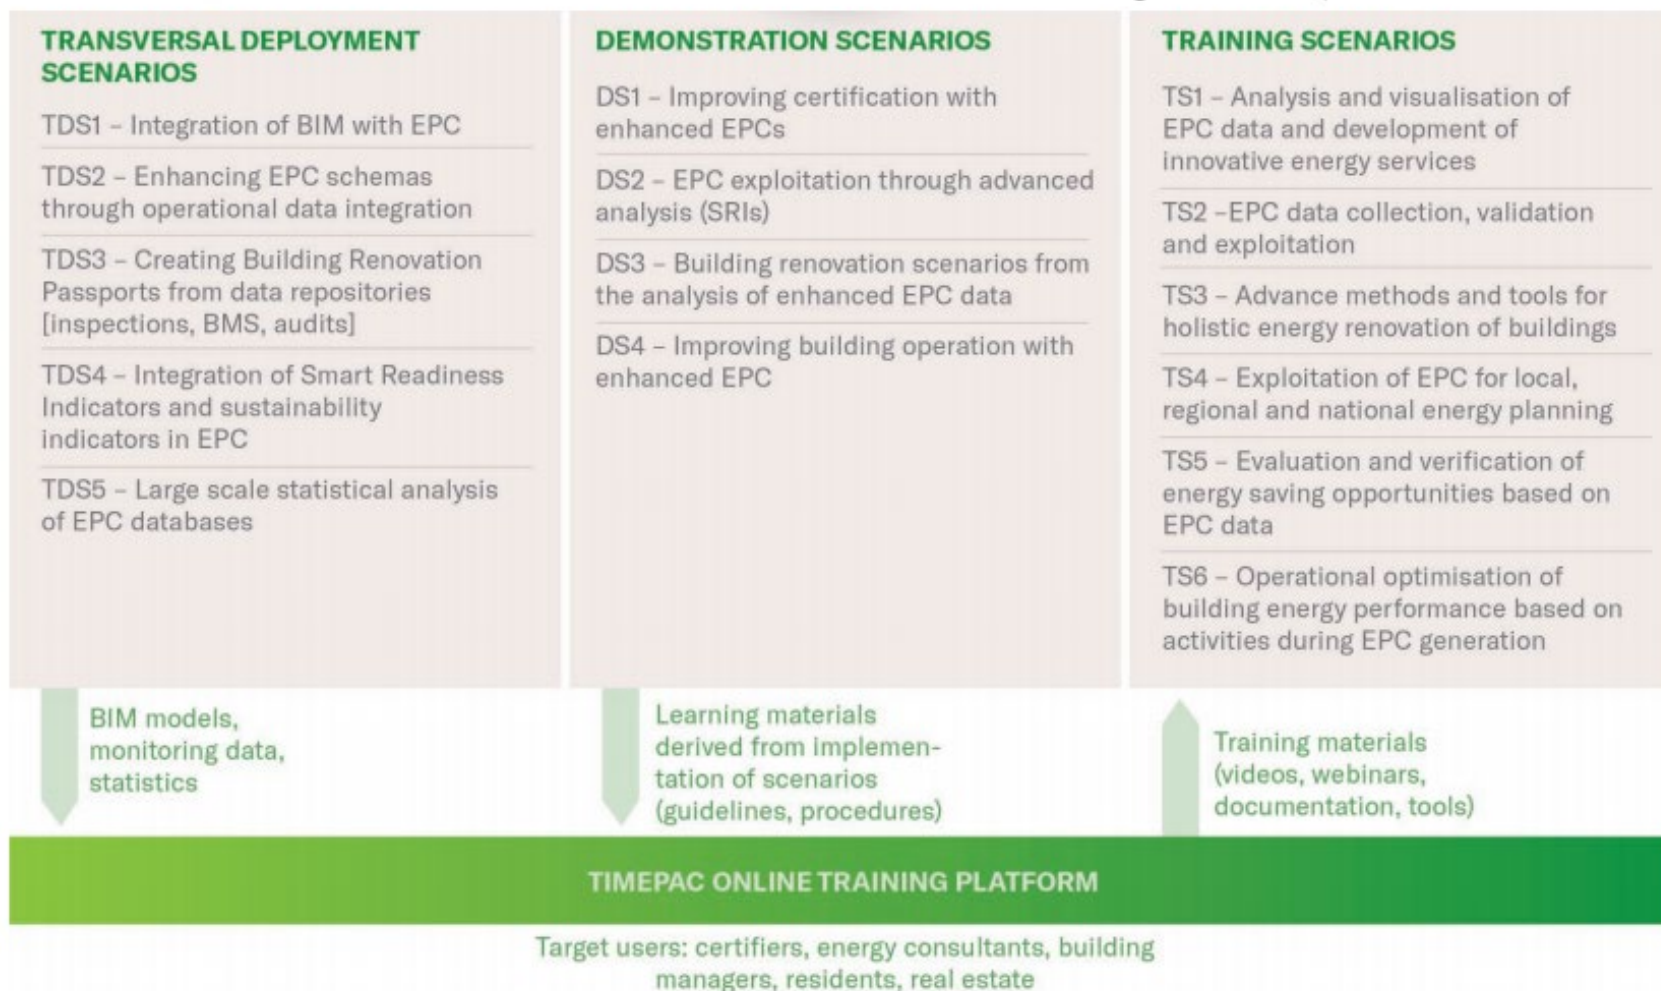 TRANSVERSAL DEPLOYMENT
SCENARIOS
TDS1 – Integration of BIM with EPC
TDS2 – Enhancing EPC schemas
through operational data integration
TDS3 – Creating Building Renovation
Passports from data repositories
[inspections, BMS, audits]
TDS4 – Integration of Smart Readiness
Indicators and sustainability
indicators in EPC
TDS5 – Large scale statistical analysis
of EPC databases
DEMONSTRATION SCENARIOS
DS1 – Improving certification with
enhanced EPCs
DS2 – EPC exploitation through advanced
analysis (SRIs)
DS3 – Building renovation scenarios from
the analysis of enhanced EPC data
DS4 – Improving building operation with
enhanced EPC
TRAINING SCENARIOS
TS1 – Analysis and visualisation of
EPC data and development of
innovative energy services
TS2 –EPC data collection, validation
and exploitation
TS3 – Advance methods and tools for
holistic energy renovation of buildings
TS4 – Exploitation of EPC for local,
regional and national energy planning
TS5 – Evaluation and verification of
energy saving opportunities based on
EPC data
TS6 – Operational optimisation of
building energy performance based on
activities during EPC generation
BIM models,
monitoring data,
statistics
Learning materials
derived from implemen-
tation of scenarios
(guidelines, procedures)
Training materials
(videos, webinars,
documentation, tools)
TIMEPAC ONLINE TRAINING PLATFORM
Target users: certifiers, energy consultants, building
managers, residents, real estate